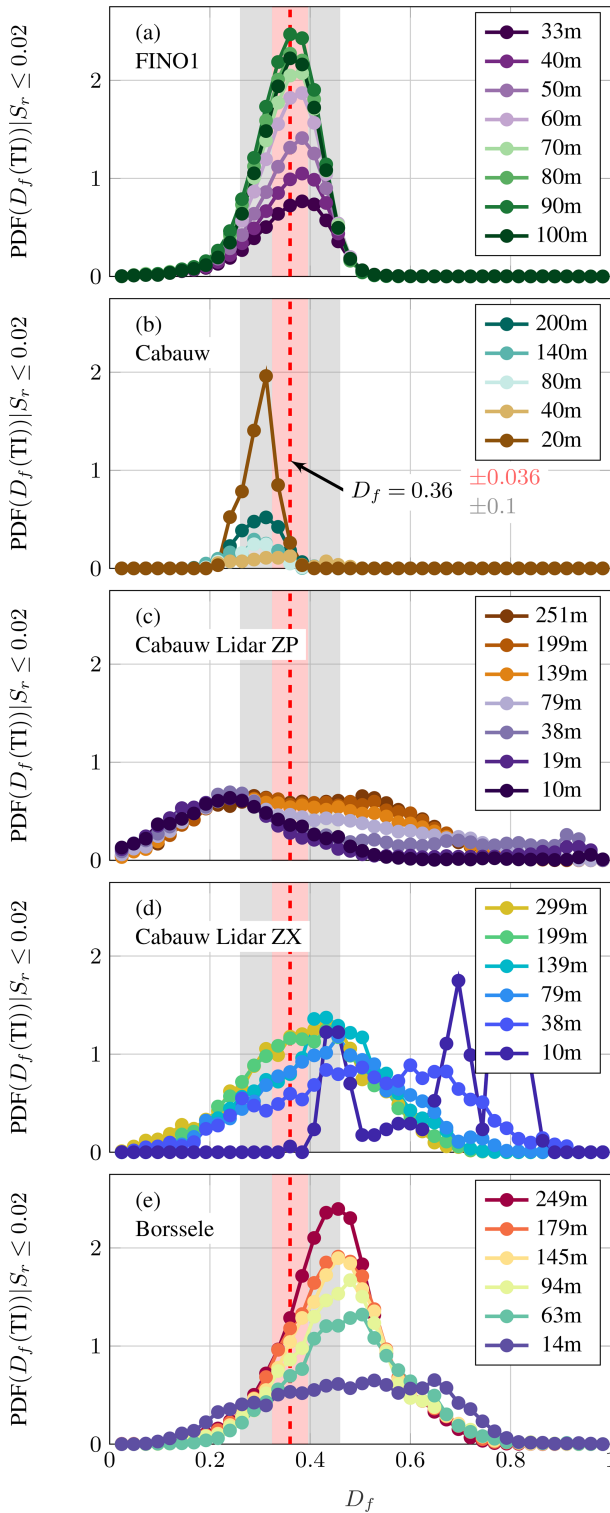 (a)
FINO1
PDF(D_f(TI))|S_r ≤ 0.02
2
1
0
33m
40m
50m
60m
70m
80m
90m
100m
(b)
Cabauw
PDF(D_f(TI))|S_r ≤ 0.02
2
1
0
200m
140m
80m
40m
20m
D_f = 0.36
±0.036
±0.1
(c)
Cabauw Lidar ZP
PDF(D_f(TI))|S_r ≤ 0.02
2
1
0
251m
199m
139m
79m
38m
19m
10m
(d)
Cabauw Lidar ZX
PDF(D_f(TI))|S_r ≤ 0.02
2
1
0
299m
199m
139m
79m
38m
10m
(e)
Borssele
PDF(D_f(TI))|S_r ≤ 0.02
2
1
0
249m
179m
145m
94m
63m
14m
0 0.2 0.4 0.6 0.8 1
D_f